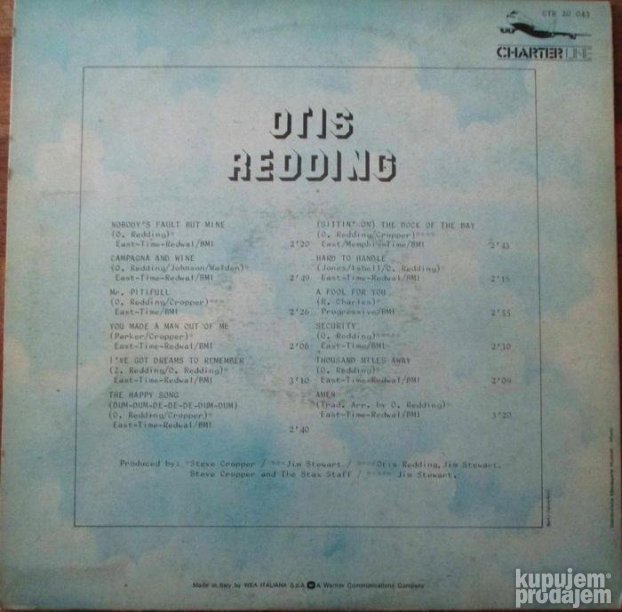 CTR 20 043
CHARTER LINE
OTIS
REDDING
NOBODY'S FAULT BUT MINE
(O. Redding)*
East-Time-Redwal/BMI 2'20
CAMPAGNA AND WINE
(O. Redding/Johnson/Walden)*
East-Time-Redwal/BMI 2'49
Mr. PITIFULL
(O. Redding/Cropper)***
East-Time/BMI 2'26
YOU MADE A MAN OUT OF ME
(Parker/Cropper)*
East-Time-Redwal/BMI 2'06
I'VE GOT DREAMS TO REMEMBER
(Z. Redding/O. Redding)*
East-Time-Redwal/BMI 3'10
THE HAPPY SONG
(DUM-DUM-DE-DE-DE-DUM-DUM)
(O. Redding/Cropper)*
East-Time-Redwal/BMI
2'40
(SITTIN' ON) THE DOCK OF THE BAY
(O. Redding/Cropper)****
East/Memphis-Time/BMI 2'43
HARD TO HANDLE
(Jones/Isbell/O. Redding)*
East-Time-Redwal/BMI 2'15
A FOOL FOR YOU
(R. Charles)*
Progressive/BMI 2'55
SECURITY
(O. Redding)*****
East-Time/BMI 2'30
THOUSAND MILES AWAY
(O. Redding)*
East-Time-Redwal/BMI 2'09
AMEN
(Trad. Arr. by O. Redding)*
East-Time-Redwal/BMI 3'20
Produced by: *Steve Cropper / **Jim Stewart / ***Otis Redding, Jim Stewart,
Steve Cropper and The Stax Staff / ***** Jim Stewart.
Made in Italy by WEA ITALIANA S.p.A. A Warner Communications Company
kupujem
prodajem